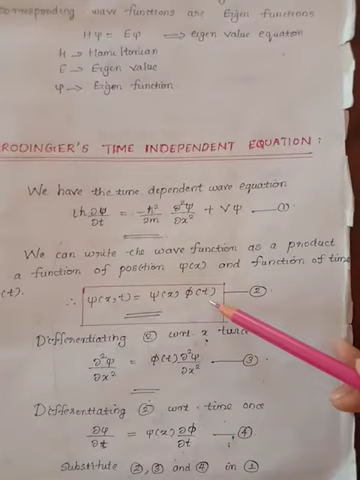 corresponding wave functions are Eigen functions
Hψ = Eψ ⟹ eigen value equation
H → Hamiltonian
E → Eigen value
ψ → Eigen function
RODINGER'S TIME INDEPENDENT EQUATION:
We have the time dependent wave equation
iħ ∂ψ/∂t = -ħ²/2m ∂²ψ/∂x² + Vψ — ①
We can write the wave function as a product
a function of position ψ(x) and function of time
(t).
∴ ψ(x,t) = ψ(x) ϕ(t) — ②
Differentiating ② wrt x twice
∂²ψ/∂x² = ϕ(t) ∂²ψ/∂x² — ③
Differentiating ② wrt time once
∂ψ/∂t = ψ(x) ∂ϕ/∂t — ④
Substitute ②, ③ and ④ in ①